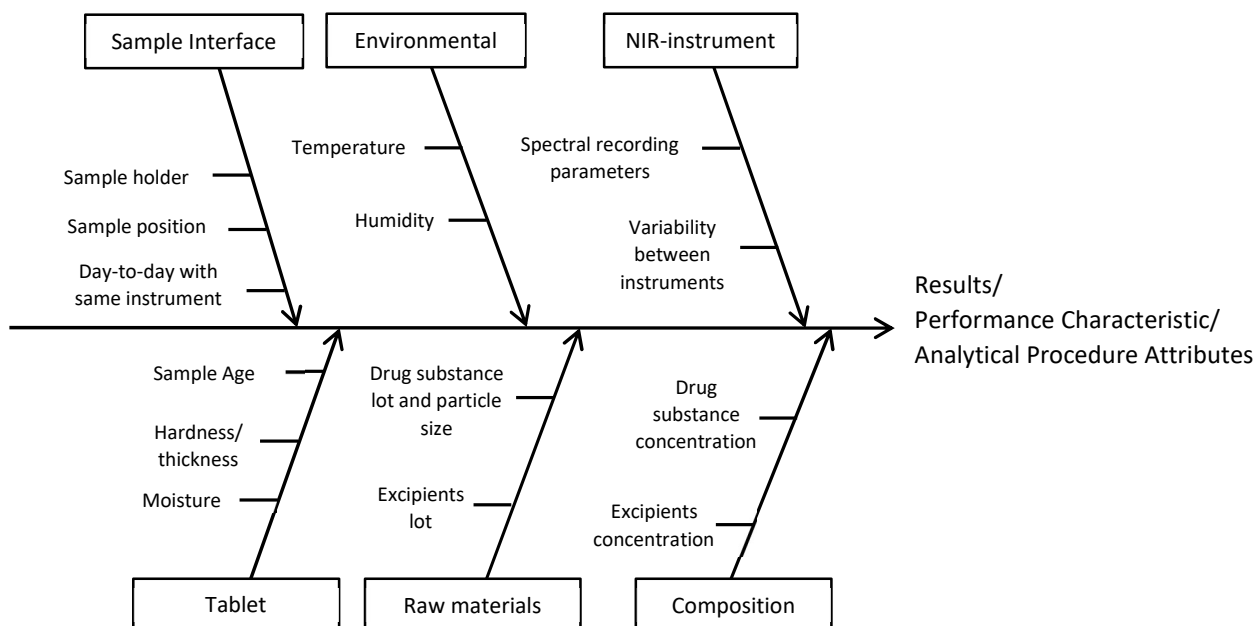 Sample Interface
Environmental
NIR-instrument
Sample holder
Sample position
Day-to-day with
same instrument
Temperature
Humidity
Spectral recording
parameters
Variability
between
instruments
Results/
Performance Characteristic/
Analytical Procedure Attributes
Sample Age
Hardness/
thickness
Moisture
Drug substance
lot and particle
size
Excipients
lot
Drug
substance
concentration
Excipients
concentration
Tablet
Raw materials
Composition